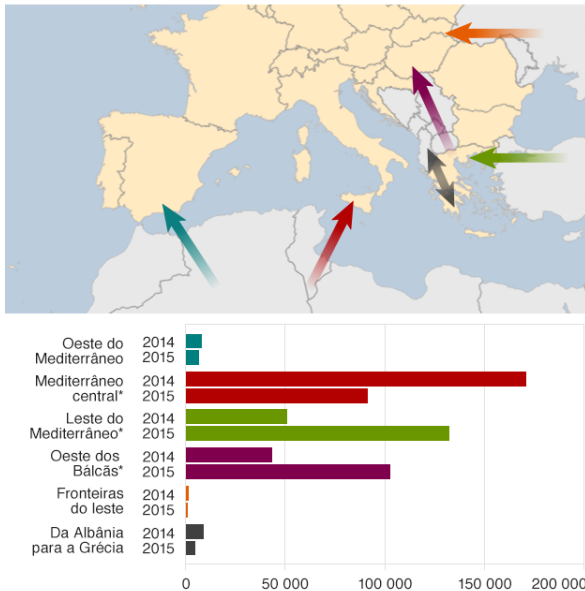 Oeste do 2014
Mediterrâneo 2015
Mediterrâneo 2014
central* 2015
Leste do 2014
Mediterrâneo* 2015
Oeste dos 2014
Bálcãs* 2015
Fronteiras 2014
do leste 2015
Da Albânia 2014
para a Grécia 2015
0 50 000 100 000 150 000 200 000